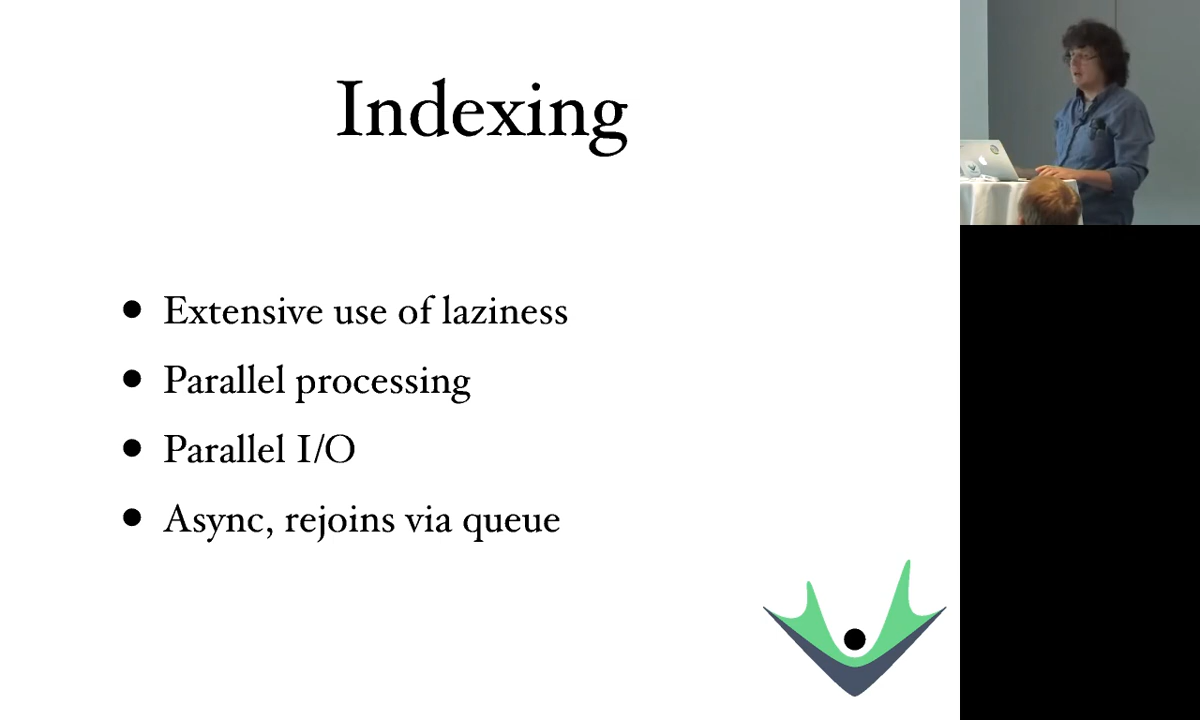 Indexing
Extensive use of laziness
Parallel processing
Parallel I/O
Async, rejoins via queue